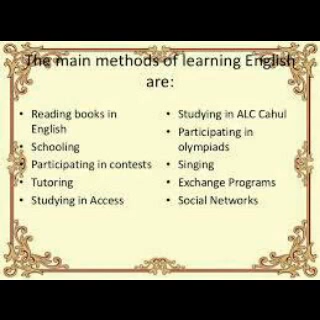 The main methods of learning English
are:
• Reading books in
English
• Schooling
• Participating in contests
• Tutoring
• Studying in Access
• Studying in ALC Cahul
• Participating in
olympiads
• Singing
• Exchange Programs
• Social Networks